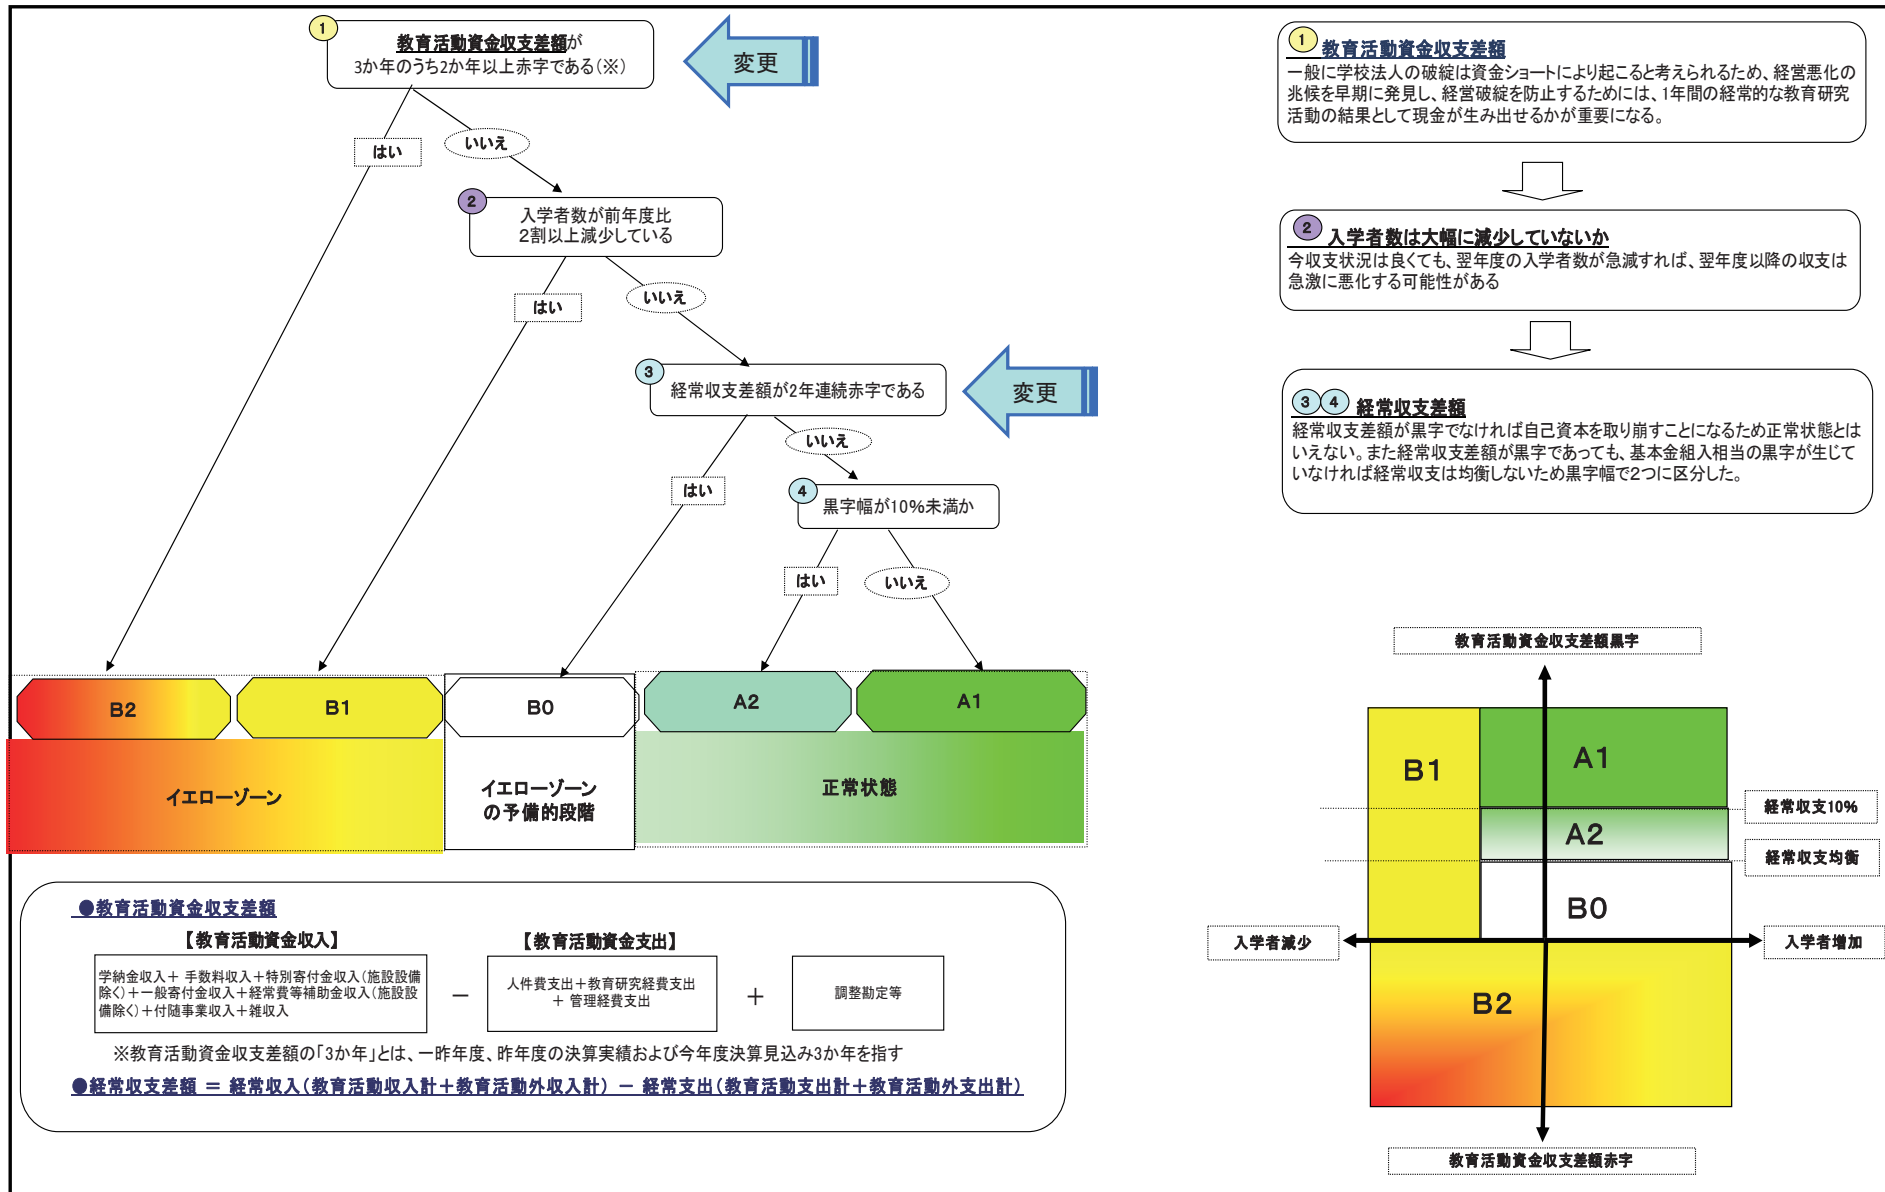 1
教育活動資金収支差額が
3か年のうち2か年以上赤字である(※)
変更
はい
いいえ
2
入学者数が前年度比
2割以上減少している
はい
いいえ
3
経常収支差額が2年連続赤字である
変更
いいえ
はい
4
黒字幅が10%未満か
はい
いいえ
B2
B1
B0
A2
A1
イエローゾーン
イエローゾーン
の予備的段階
正常状態
●教育活動資金収支差額
【教育活動資金収入】
【教育活動資金支出】
学納金収入+ 手数料収入+特別寄付金収入(施設設備
除く)+一般寄付金収入+経常費等補助金収入(施設設
備除く)+付随事業収入+雑収入
－
人件費支出+教育研究経費支出
+ 管理経費支出
＋
調整勘定等
※教育活動資金収支差額の「3か年」とは、一昨年度、昨年度の決算実績および今年度決算見込み3か年を指す
●経常収支差額 = 経常収入(教育活動収入計+教育活動外収入計) － 経常支出(教育活動支出計+教育活動外支出計)
1 教育活動資金収支差額
一般に学校法人の破綻は資金ショートにより起こると考えられるため、経営悪化の
兆候を早期に発見し、経営破綻を防止するためには、1年間の経常的な教育研究
活動の結果として現金が生み出せるかが重要になる。
2 入学者数は大幅に減少していないか
今収支状況は良くても、翌年度の入学者数が急減すれば、翌年度以降の収支は
急激に悪化する可能性がある
3 4 経常収支差額
経常収支差額が黒字でなければ自己資本を取り崩すことになるため正常状態とは
いえない。また経常収支差額が黒字であっても、基本金組入相当の黒字が生じて
いなければ経常収支は均衡しないため黒字幅で2つに区分した。
教育活動資金収支差額黒字
B1
A1
経常収支10%
A2
経常収支均衡
B0
入学者減少
入学者増加
B2
教育活動資金収支差額赤字